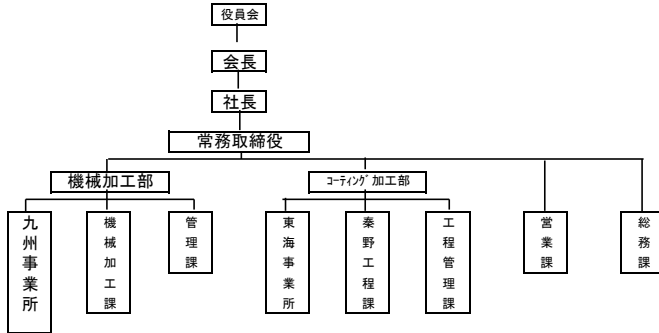 役員会
会長
社長
常務取締役
機械加工部
ｺｰﾃｨﾝｸﾞ加工部
九州事業所
機械加工課
管理課
東海事業所
秦野工程課
工程管理課
営業課
総務課